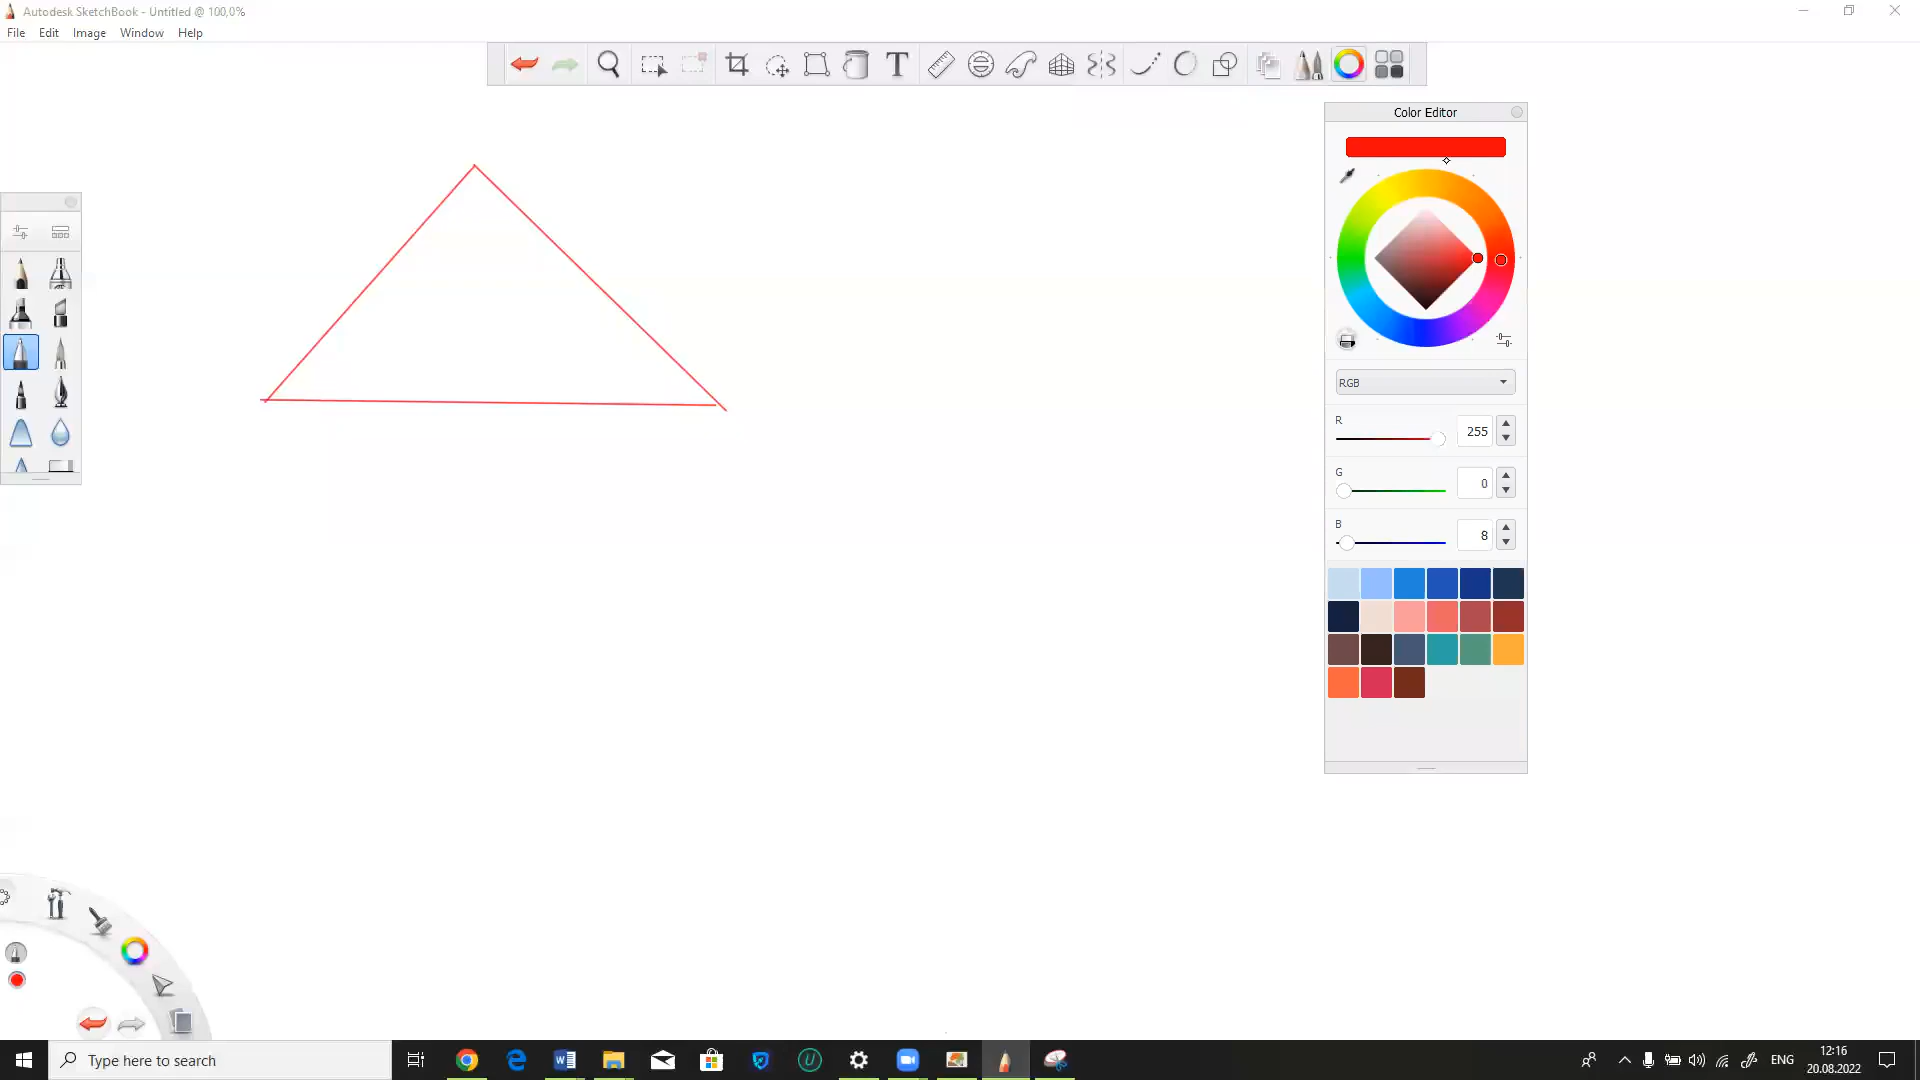 Autodesk SketchBook - Untitled @ 100,0%
File Edit Image Window Help
T
Color Editor
RGB
R
255
G
0
B
8
Type here to search
ENG
12:16
20.08.2022